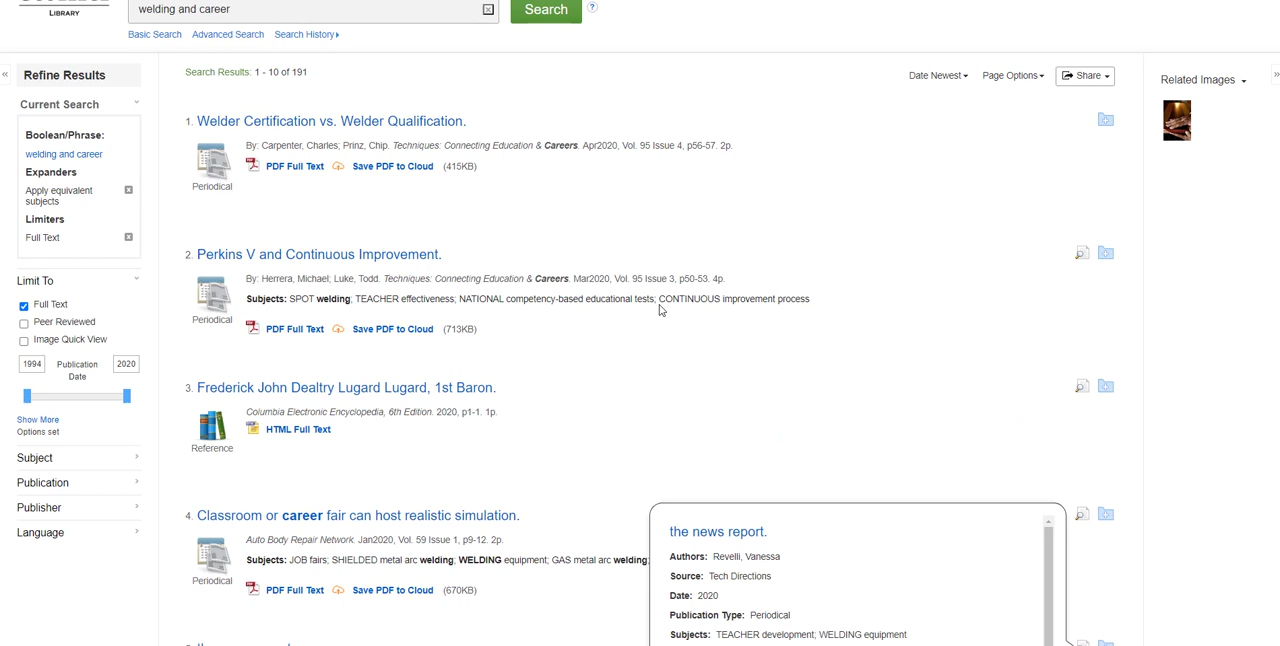 LIBRARY
welding and career
Search
?
Basic Search Advanced Search Search History
« Refine Results
Current Search
Boolean/Phrase:
welding and career
Expanders
Apply equivalent
subjects
Limiters
Full Text
Limit To
Full Text
Peer Reviewed
Image Quick View
1994 Publication 2020
Date
Show More
Options set
Subject
Publication
Publisher
Language
Search Results: 1 - 10 of 191
Date Newest Page Options Share
1. Welder Certification vs. Welder Qualification.
By: Carpenter, Charles; Prinz, Chip. Techniques: Connecting Education & Careers. Apr2020, Vol. 95 Issue 4, p56-57. 2p.
PDF Full Text Save PDF to Cloud (415KB)
Periodical
2. Perkins V and Continuous Improvement.
By: Herrera, Michael; Luke, Todd. Techniques: Connecting Education & Careers. Mar2020, Vol. 95 Issue 3, p50-53. 4p.
Subjects: SPOT welding; TEACHER effectiveness; NATIONAL competency-based educational tests; CONTINUOUS improvement process
Periodical
PDF Full Text Save PDF to Cloud (713KB)
3. Frederick John Dealtry Lugard Lugard, 1st Baron.
Columbia Electronic Encyclopedia, 6th Edition. 2020, p1-1. 1p.
HTML Full Text
Reference
4. Classroom or career fair can host realistic simulation.
Auto Body Repair Network. Jan2020, Vol. 59 Issue 1, p9-12. 2p.
Subjects: JOB fairs; SHIELDED metal arc welding; WELDING equipment; GAS metal arc welding;
Periodical
PDF Full Text Save PDF to Cloud (670KB)
the news report.
Authors: Revelli, Vanessa
Source: Tech Directions
Date: 2020
Publication Type: Periodical
Subjects: TEACHER development; WELDING equipment
Related Images
»